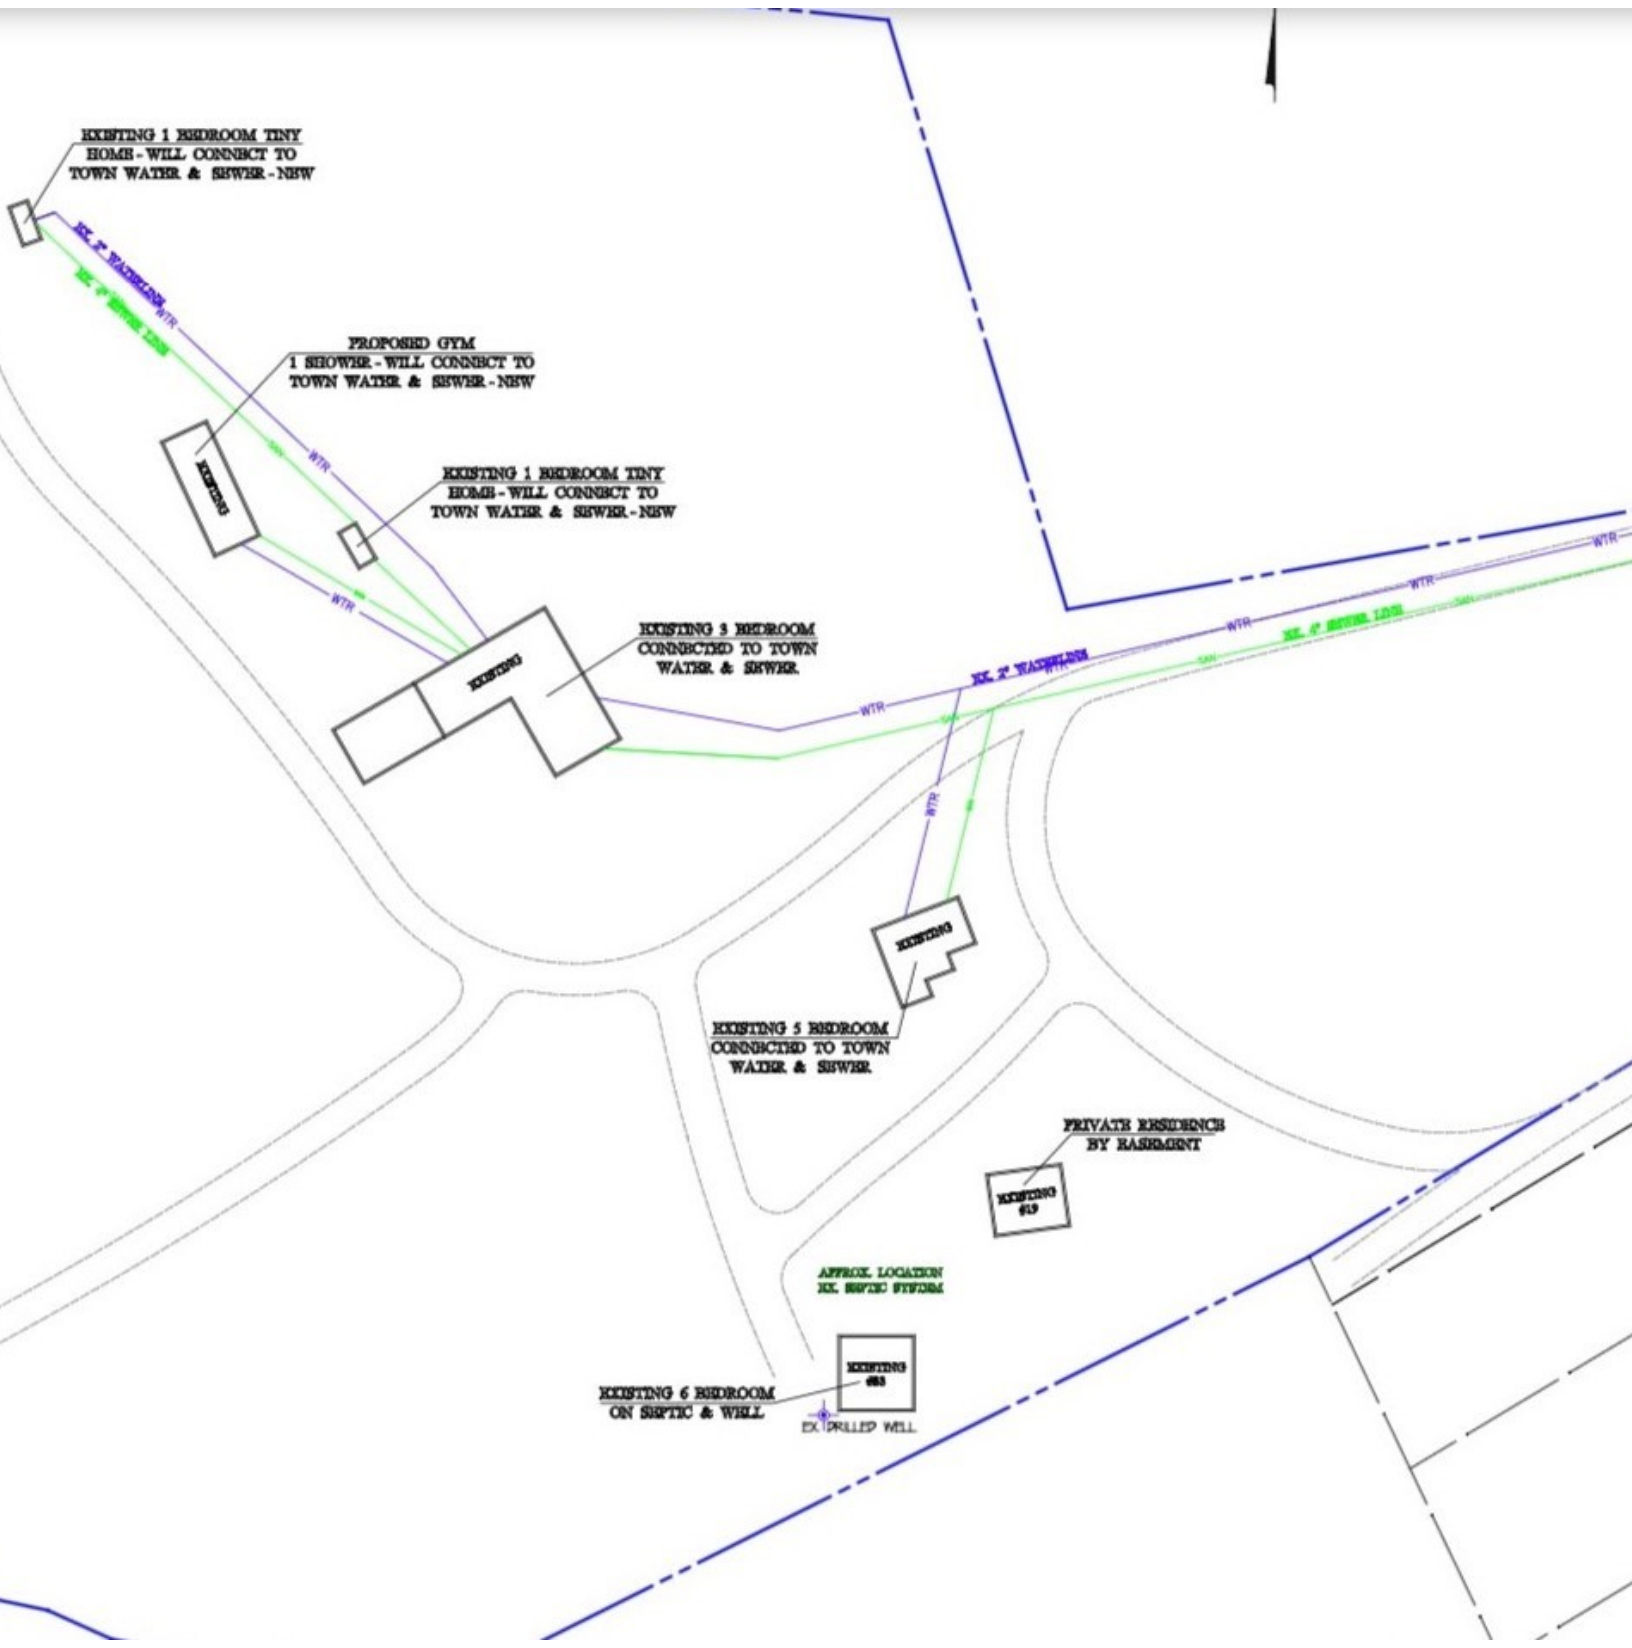 EXISTING 1 BEDROOM TINY
HOME-WILL CONNECT TO
TOWN WATER & SEWER-NEW
EX. 2" WATERLINE
WTR
EX. 4" SEWER LINE
PROPOSED GYM
1 SHOWER-WILL CONNECT TO
TOWN WATER & SEWER-NEW
SAN
WTR
EXISTING
EXISTING 1 BEDROOM TINY
HOME-WILL CONNECT TO
TOWN WATER & SEWER-NEW
WTR
WTR
WTR
WTR
EX. 4" SEWER LINE
SAN
EXISTING 3 BEDROOM
CONNECTED TO TOWN
WATER & SEWER
EXISTING
EX. 2" WATERLINE
WTR
SAN
WTR
SAN
WTR
EXISTING
EXISTING 5 BEDROOM
CONNECTED TO TOWN
WATER & SEWER
PRIVATE RESIDENCE
BY EASEMENT
EXISTING
APPROX. LOCATION
EX. SEPTIC SYSTEM
EXISTING
EXISTING 6 BEDROOM
ON SEPTIC & WELL
EX. DRILLED WELL